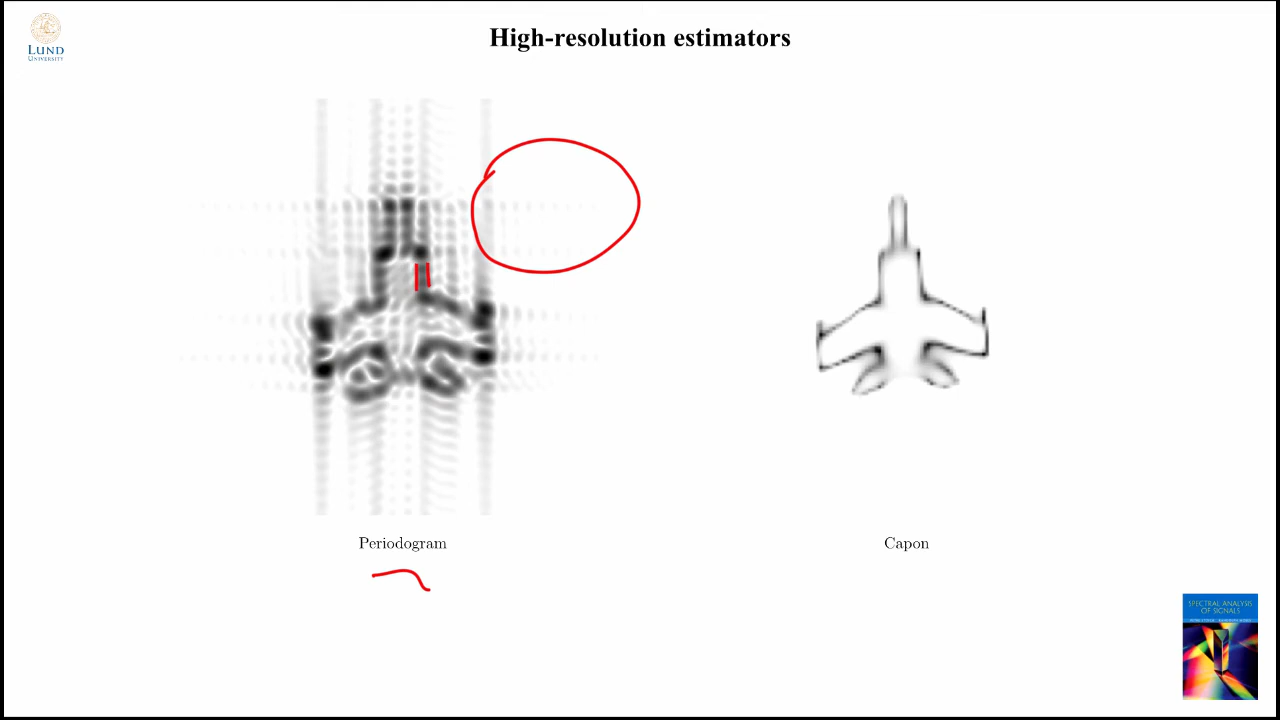 LUND
UNIVERSITY
High-resolution estimators
Periodogram
Capon
SPECTRAL ANALYSIS
OF SIGNALS